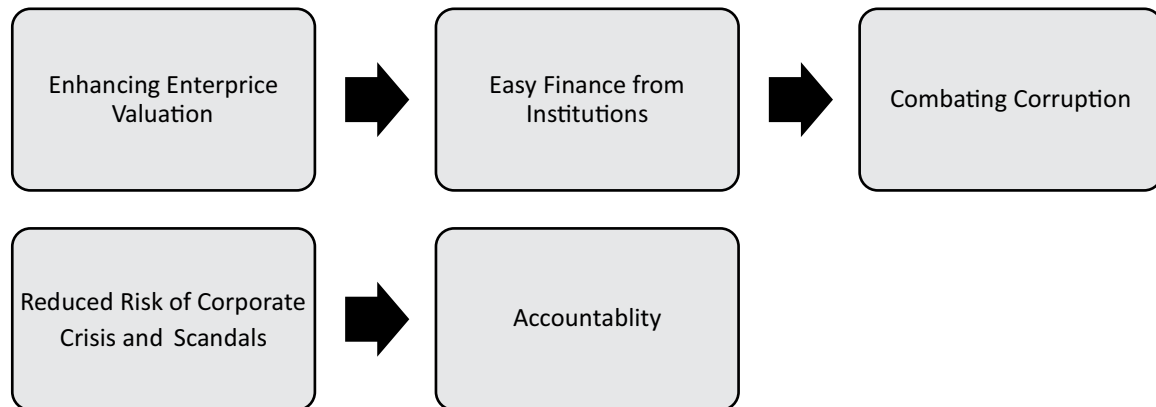 Enhancing Enterprice
Valuation
Easy Finance from
Institutions
Combating Corruption
Reduced Risk of Corporate
Crisis and Scandals
Accountablity